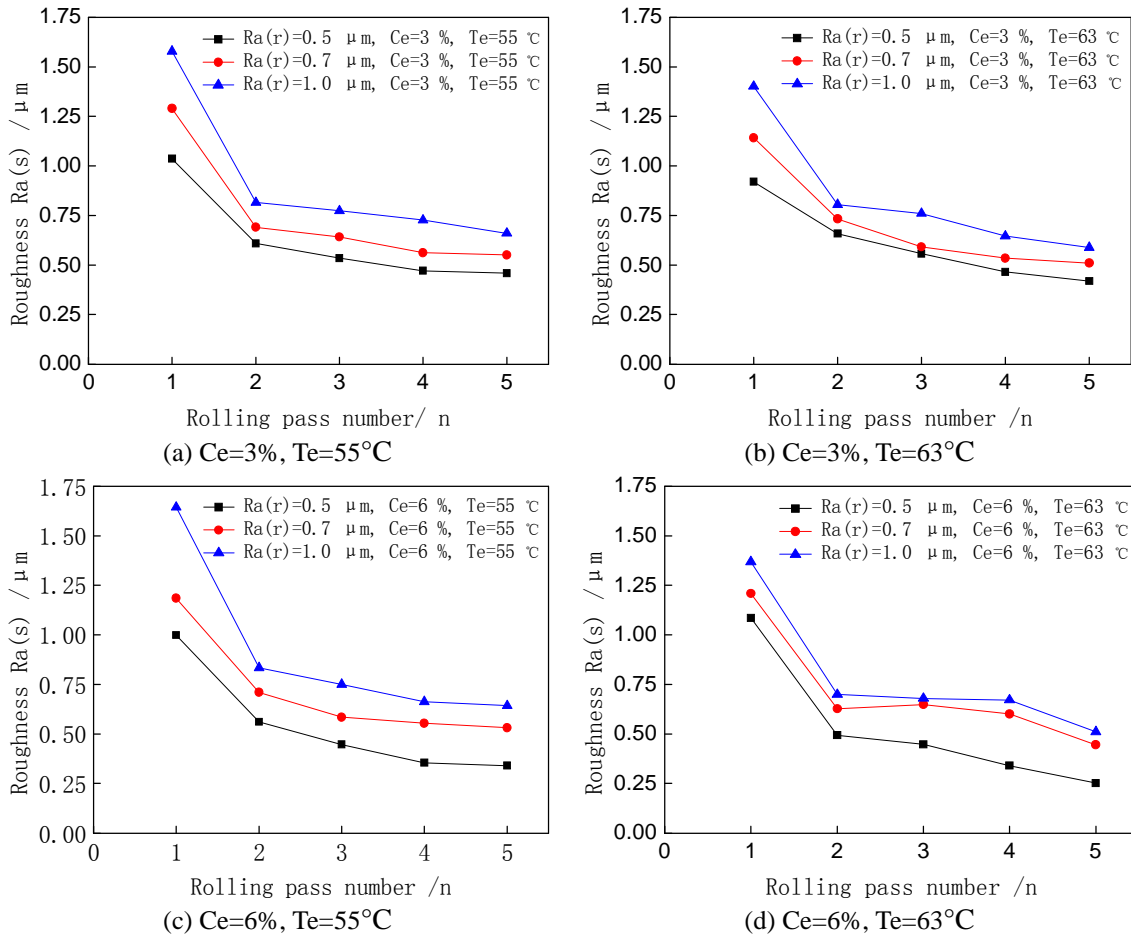 Roughness Ra(s) /μm
1.75
1.50
1.25
1.00
0.75
0.50
0.25
0.00
Ra(r)=0.5 μm, Ce=3 %, Te=55 ℃
Ra(r)=0.7 μm, Ce=3 %, Te=55 ℃
Ra(r)=1.0 μm, Ce=3 %, Te=55 ℃
0 1 2 3 4 5
Rolling pass number/ n
(a) Ce=3%, Te=55°C
Roughness Ra(s) /μm
1.75
1.50
1.25
1.00
0.75
0.50
0.25
0.00
Ra(r)=0.5 μm, Ce=3 %, Te=63 ℃
Ra(r)=0.7 μm, Ce=3 %, Te=63 ℃
Ra(r)=1.0 μm, Ce=3 %, Te=63 ℃
0 1 2 3 4 5
Rolling pass number /n
(b) Ce=3%, Te=63°C
Roughness Ra(s) /μm
1.75
1.50
1.25
1.00
0.75
0.50
0.25
0.00
Ra(r)=0.5 μm, Ce=6 %, Te=55 ℃
Ra(r)=0.7 μm, Ce=6 %, Te=55 ℃
Ra(r)=1.0 μm, Ce=6 %, Te=55 ℃
0 1 2 3 4 5
Rolling pass number /n
(c) Ce=6%, Te=55°C
Roughness Ra(s) /μm
1.75
1.50
1.25
1.00
0.75
0.50
0.25
0.00
Ra(r)=0.5 μm, Ce=6 %, Te=63 ℃
Ra(r)=0.7 μm, Ce=6 %, Te=63 ℃
Ra(r)=1.0 μm, Ce=6 %, Te=63 ℃
0 1 2 3 4 5
Rolling pass number /n
(d) Ce=6%, Te=63°C